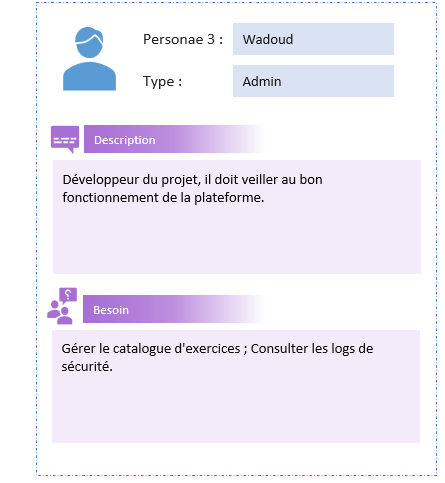 Personae 3 : Wadoud
Type : Admin
Description
Développeur du projet, il doit veiller au bon
fonctionnement de la plateforme.
Besoin
Gérer le catalogue d'exercices ; Consulter les logs de
sécurité.